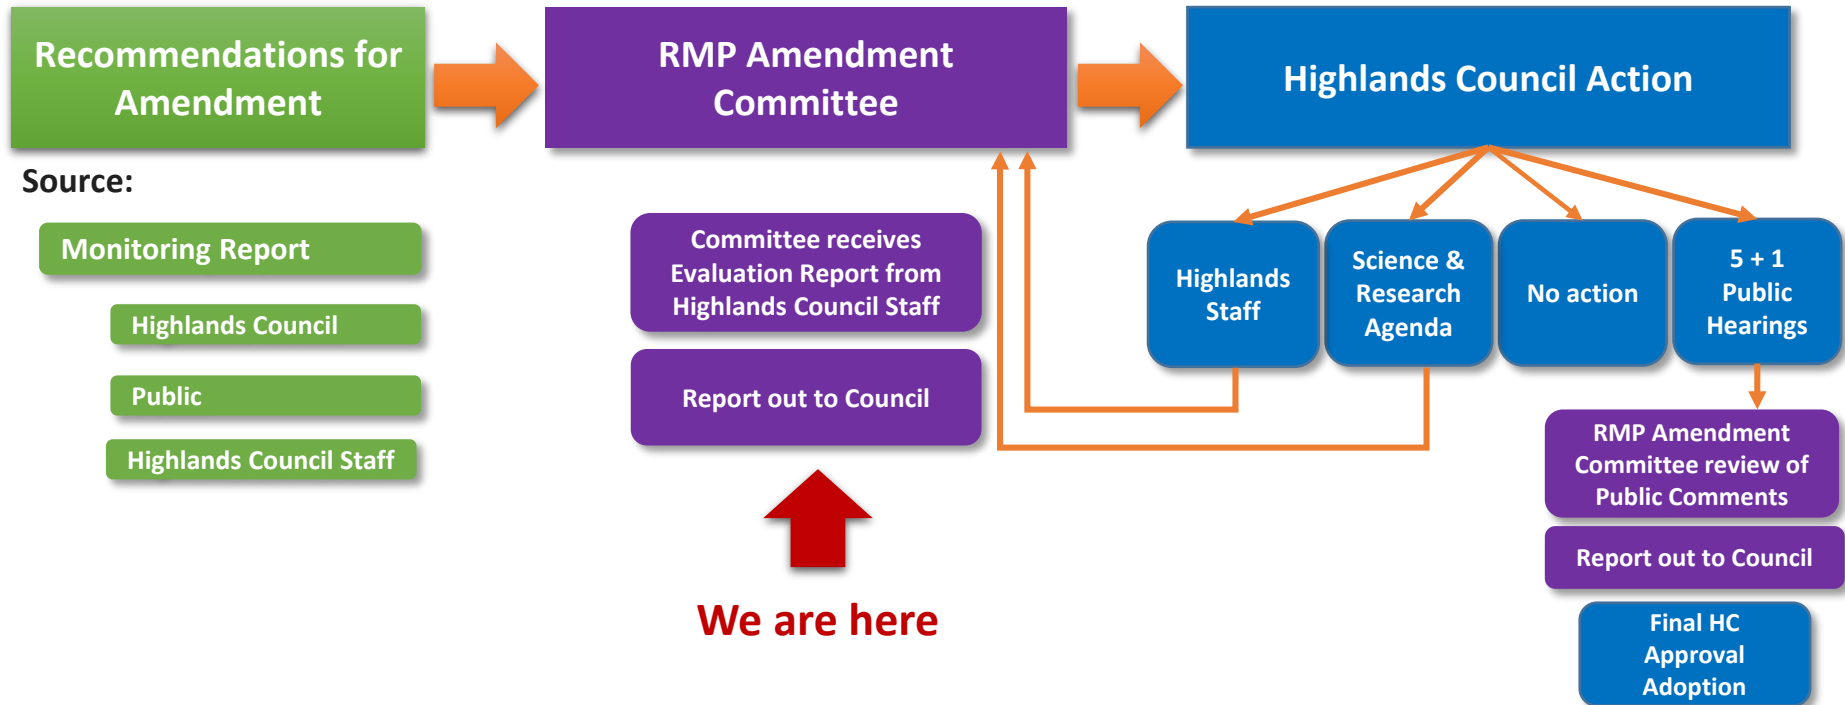 Recommendations for
Amendment
RMP Amendment
Committee
Highlands Council Action
Source:
Monitoring Report
Highlands Council
Public
Highlands Council Staff
Committee receives
Evaluation Report from
Highlands Council Staff
Report out to Council
We are here
Highlands
Staff
Science &
Research
Agenda
No action
5 + 1
Public
Hearings
RMP Amendment
Committee review of
Public Comments
Report out to Council
Final HC
Approval
Adoption